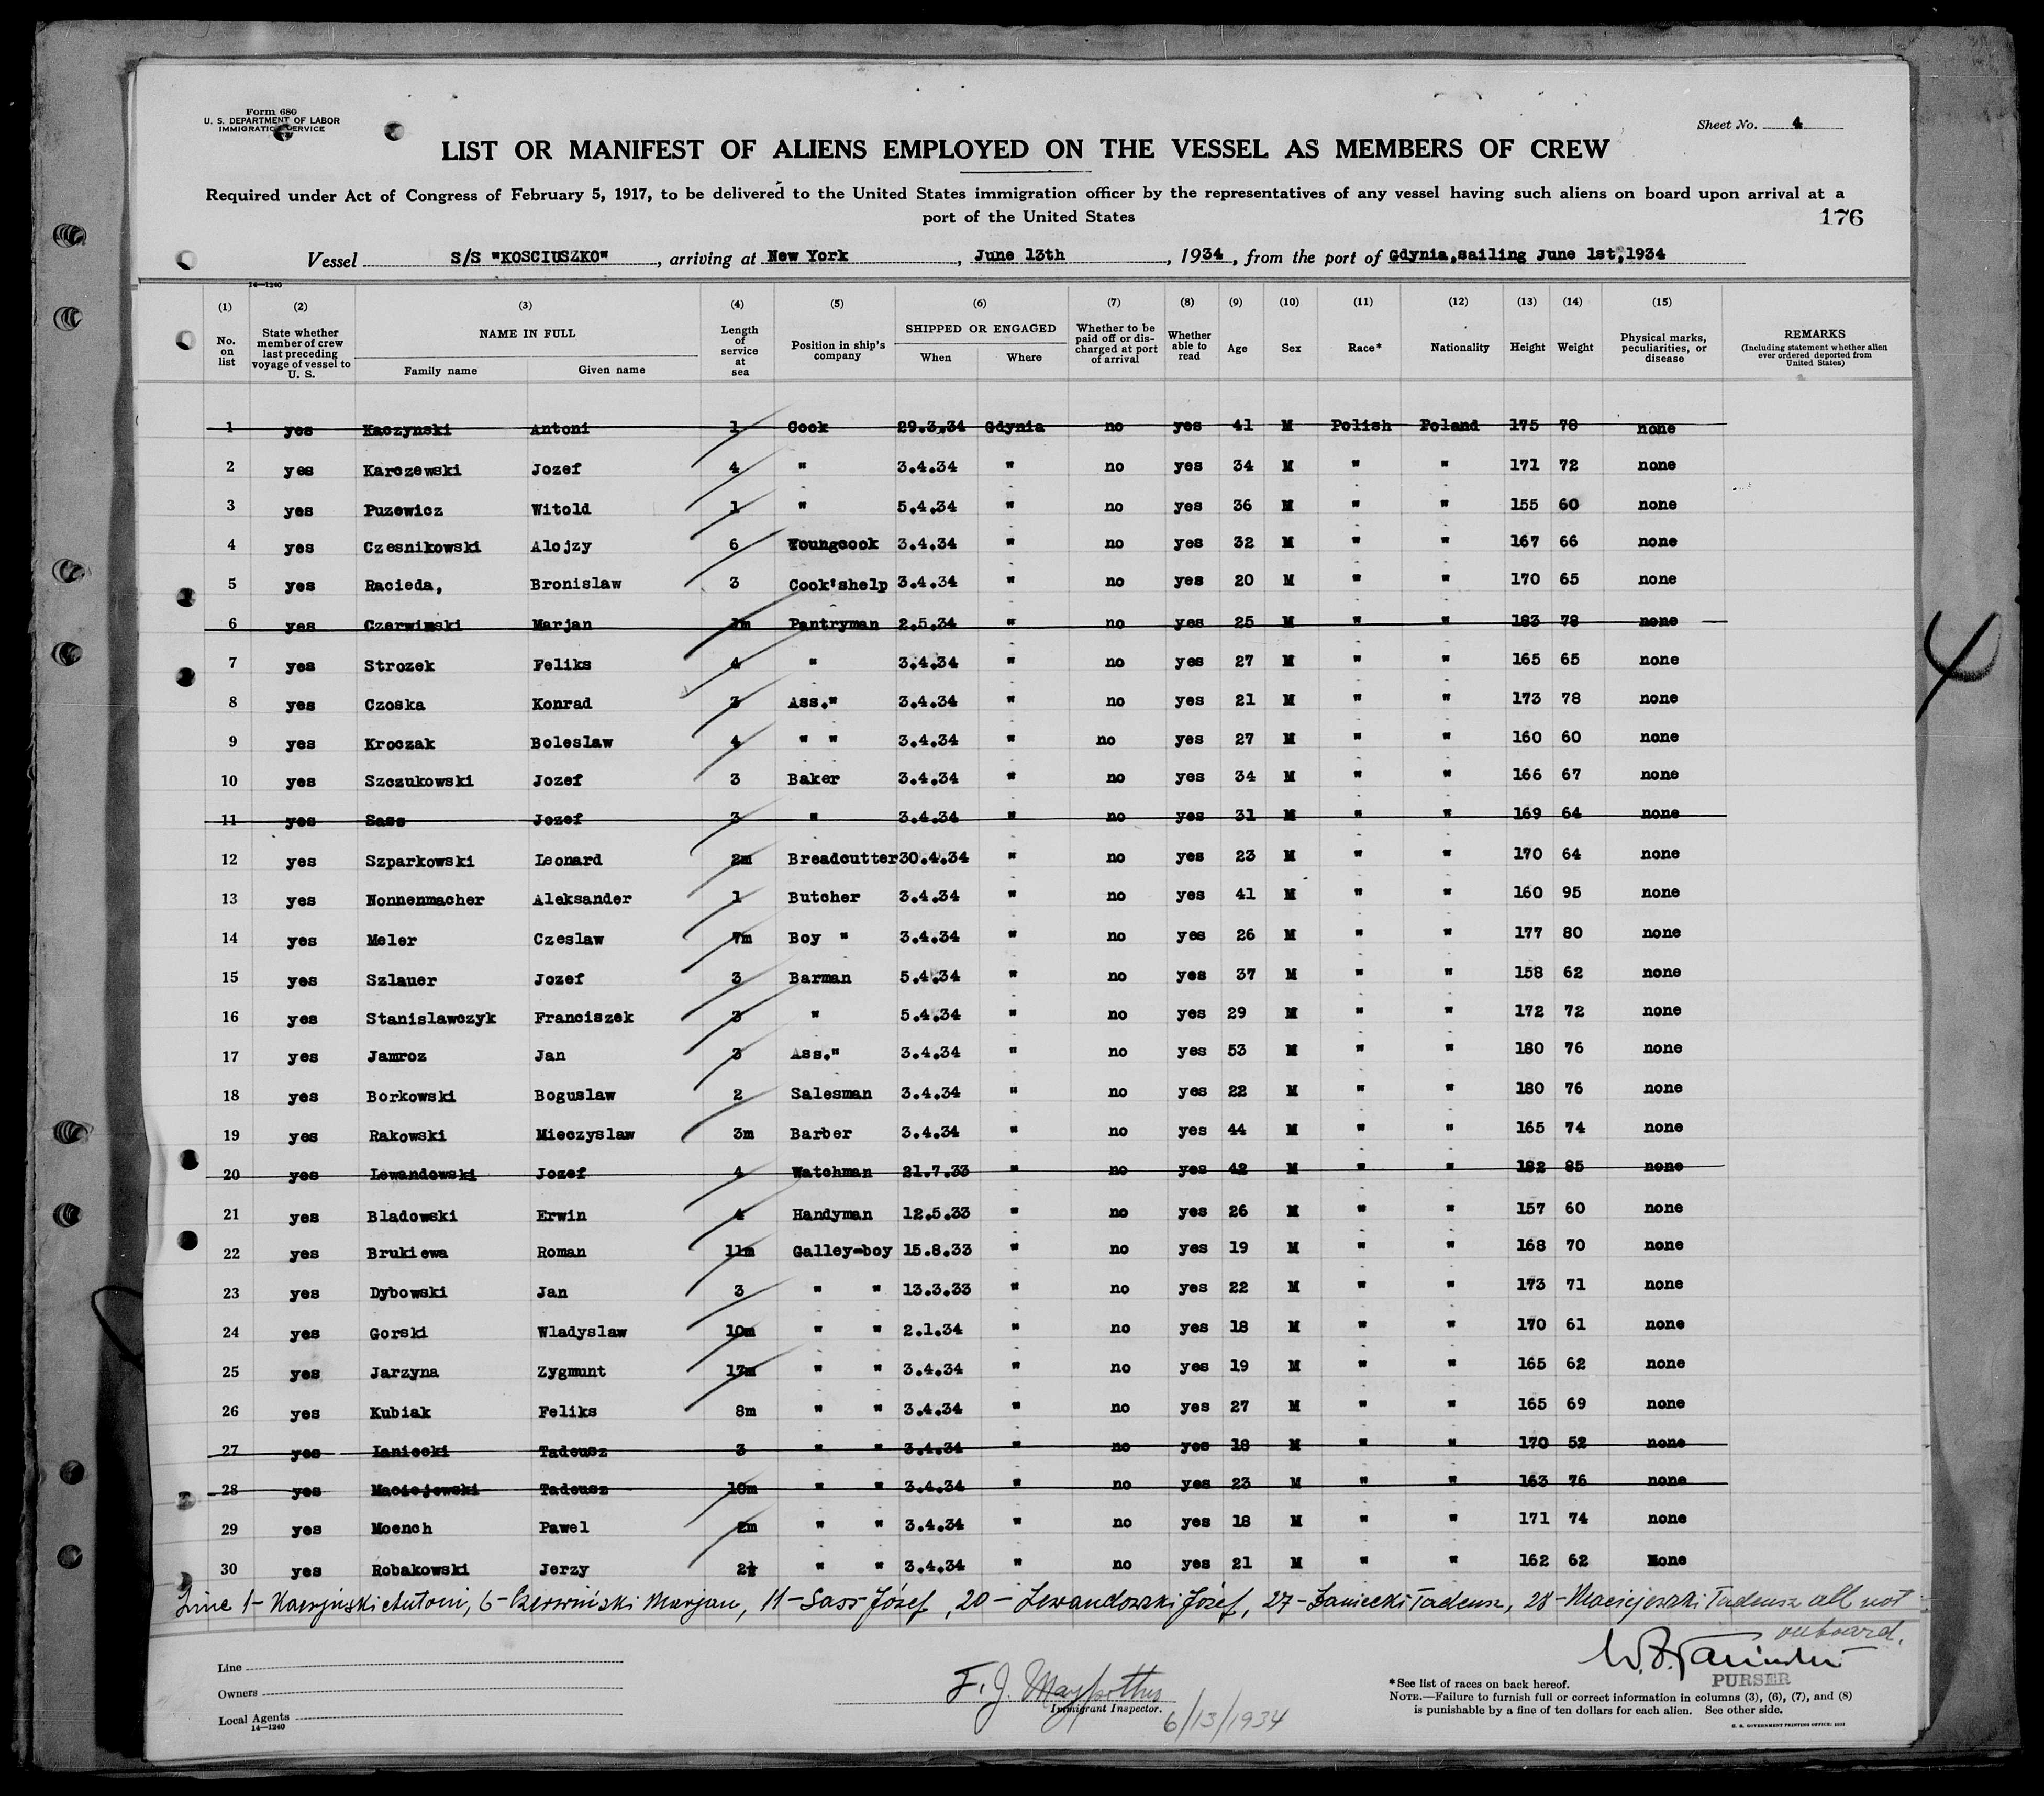 Form 680
U. S. DEPARTMENT OF LABOR
IMMIGRATION SERVICE
Sheet No. 4
LIST OR MANIFEST OF ALIENS EMPLOYED ON THE VESSEL AS MEMBERS OF CREW
Required under Act of Congress of February 5, 1917, to be delivered to the United States immigration officer by the representatives of any vessel having such aliens on board upon arrival at a
port of the United States
176
Vessel S/S "KOSCIUSZKO", arriving at New York, June 13th, 1934, from the port of Gdynia, sailing June 1st, 1934
14—1240
(1) (2) (3) (4) (5) (6) (7) (8) (9) (10) (11) (12) (13) (14) (15)
No. on list | State whether member of crew last preceding voyage of vessel to U. S. | NAME IN FULL | Family name | Given name | Length of service at sea | Position in ship's company | SHIPPED OR ENGAGED | When | Where | Whether to be paid off or discharged at port of arrival | Whether able to read | Age | Sex | Race* | Nationality | Height | Weight | Physical marks, peculiarities, or disease | REMARKS (Including statement whether alien ever ordered deported from United States)
1 yes Kaczynski Antoni 1 Cook 29.3.34 Gdynia no yes 41 M Polish Poland 175 78 none
2 yes Karczewski Jozef 4 " 3.4.34 " no yes 34 M " " 171 72 none
3 yes Puzewicz Witold 1 " 5.4.34 " no yes 36 M " " 155 60 none
4 yes Czesnikowski Alojzy 6 Youngcook 3.4.34 " no yes 32 M " " 167 66 none
5 yes Racieda, Bronislaw 3 Cook'shelp 3.4.34 " no yes 20 M " " 170 65 none
6 yes Czerwinski Marjan 1m Pantryman 2.5.34 " no yes 25 M " " 183 78 none
7 yes Strozek Feliks 4 " 3.4.34 " no yes 27 M " " 165 65 none
8 yes Czoska Konrad 3 Ass." 3.4.34 " no yes 21 M " " 173 78 none
9 yes Kroczak Boleslaw 4 " " 3.4.34 " no yes 27 M " " 160 60 none
10 yes Szczukowski Jozef 3 Baker 3.4.34 " no yes 34 M " " 166 67 none
11 yes Sass Jozef 3 " 3.4.34 " no yes 31 M " " 169 64 none
12 yes Szparkowski Leonard 2m Breadcutter 30.4.34 " no yes 23 M " " 170 64 none
13 yes Nonnenmacher Aleksander 1 Butcher 3.4.34 " no yes 41 M " " 160 95 none
14 yes Meler Czeslaw 7m Boy " 3.4.34 " no yes 26 M " " 177 80 none
15 yes Szlauer Jozef 3 Barman 5.4.34 " no yes 37 M " " 158 62 none
16 yes Stanislawczyk Franciszek 3 " 5.4.34 " no yes 29 M " " 172 72 none
17 yes Jamroz Jan 3 Ass." 3.4.34 " no yes 53 M " " 180 76 none
18 yes Borkowski Boguslaw 2 Salesman 3.4.34 " no yes 22 M " " 180 76 none
19 yes Rakowski Mieczyslaw 3m Barber 3.4.34 " no yes 44 M " " 165 74 none
20 yes Lewandowski Jozef 4 Watchman 21.7.33 " no yes 42 M " " 182 85 none
21 yes Bladowski Erwin 4 Handyman 12.5.33 " no yes 26 M " " 157 60 none
22 yes Brukiewa Roman 11m Galley-boy 15.8.33 " no yes 19 M " " 168 70 none
23 yes Dybowski Jan 3 " " 13.3.33 " no yes 22 M " " 173 71 none
24 yes Gorski Wladyslaw 10m " " 2.1.34 " no yes 18 M " " 170 61 none
25 yes Jarzyna Zygmunt 17m " " 3.4.34 " no yes 19 M " " 165 62 none
26 yes Kubiak Feliks 8m " " 3.4.34 " no yes 27 M " " 165 69 none
27 yes Laniecki Tadeusz 3 " " 3.4.34 " no yes 18 M " " 170 52 none
28 yes Maciejewski Tadeusz 10m " " 3.4.34 " no yes 23 M " " 163 76 none
29 yes Moench Pawel 2m " " 3.4.34 " no yes 18 M " " 171 74 none
30 yes Robakowski Jerzy 2½ " " 3.4.34 " no yes 21 M " " 162 62 None
Line 1 - Kaczynski Antoni, 6 - Czerwiński Marjan, 11 - Sass Józef, 20 - Lewandowski Józef, 27 - Łaniecki Tadeusz, 28 - Maciejewski Tadeusz all not
onboard.
4
PURSER
Line
Owners
Local Agents
14—1240
F. J.
Immigrant Inspector.
6/13/1934
*See list of races on back hereof.
NOTE.—Failure to furnish full or correct information in columns (3), (6), (7), and (8)
is punishable by a fine of ten dollars for each alien. See other side.
U. S. GOVERNMENT PRINTING OFFICE: 1932